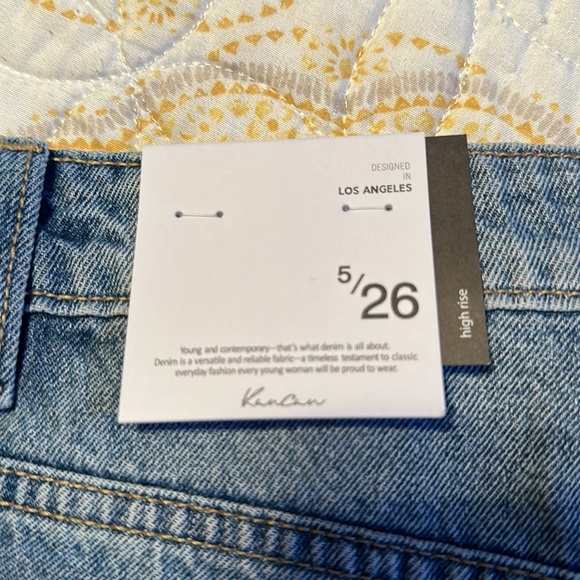 DESIGNED
IN
LOS ANGELES
5/26
high rise
Young and contemporary—that's what denim is all about.
Denim is a versatile and reliable fabric—a timeless testament to classic
everyday fashion every young woman will be proud to wear.
KanCan